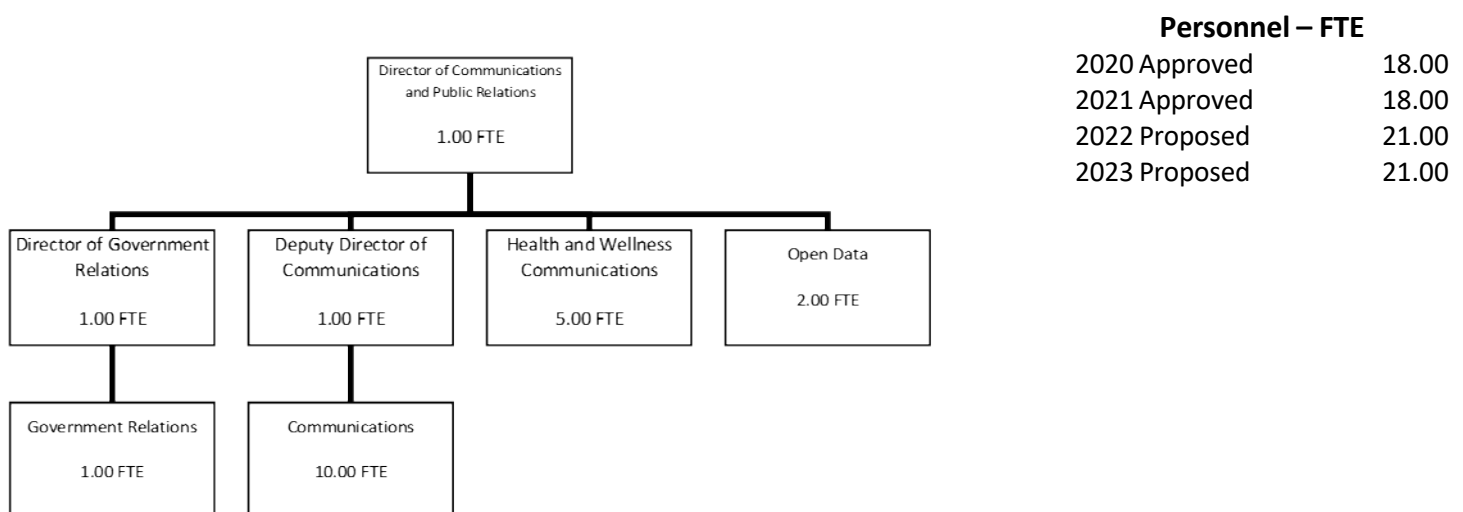 Personnel – FTE
2020 Approved 18.00
2021 Approved 18.00
2022 Proposed 21.00
2023 Proposed 21.00
Director of Communications
and Public Relations
1.00 FTE
Director of Government
Relations
1.00 FTE
Deputy Director of
Communications
1.00 FTE
Health and Wellness
Communications
5.00 FTE
Open Data
2.00 FTE
Government Relations
1.00 FTE
Communications
10.00 FTE